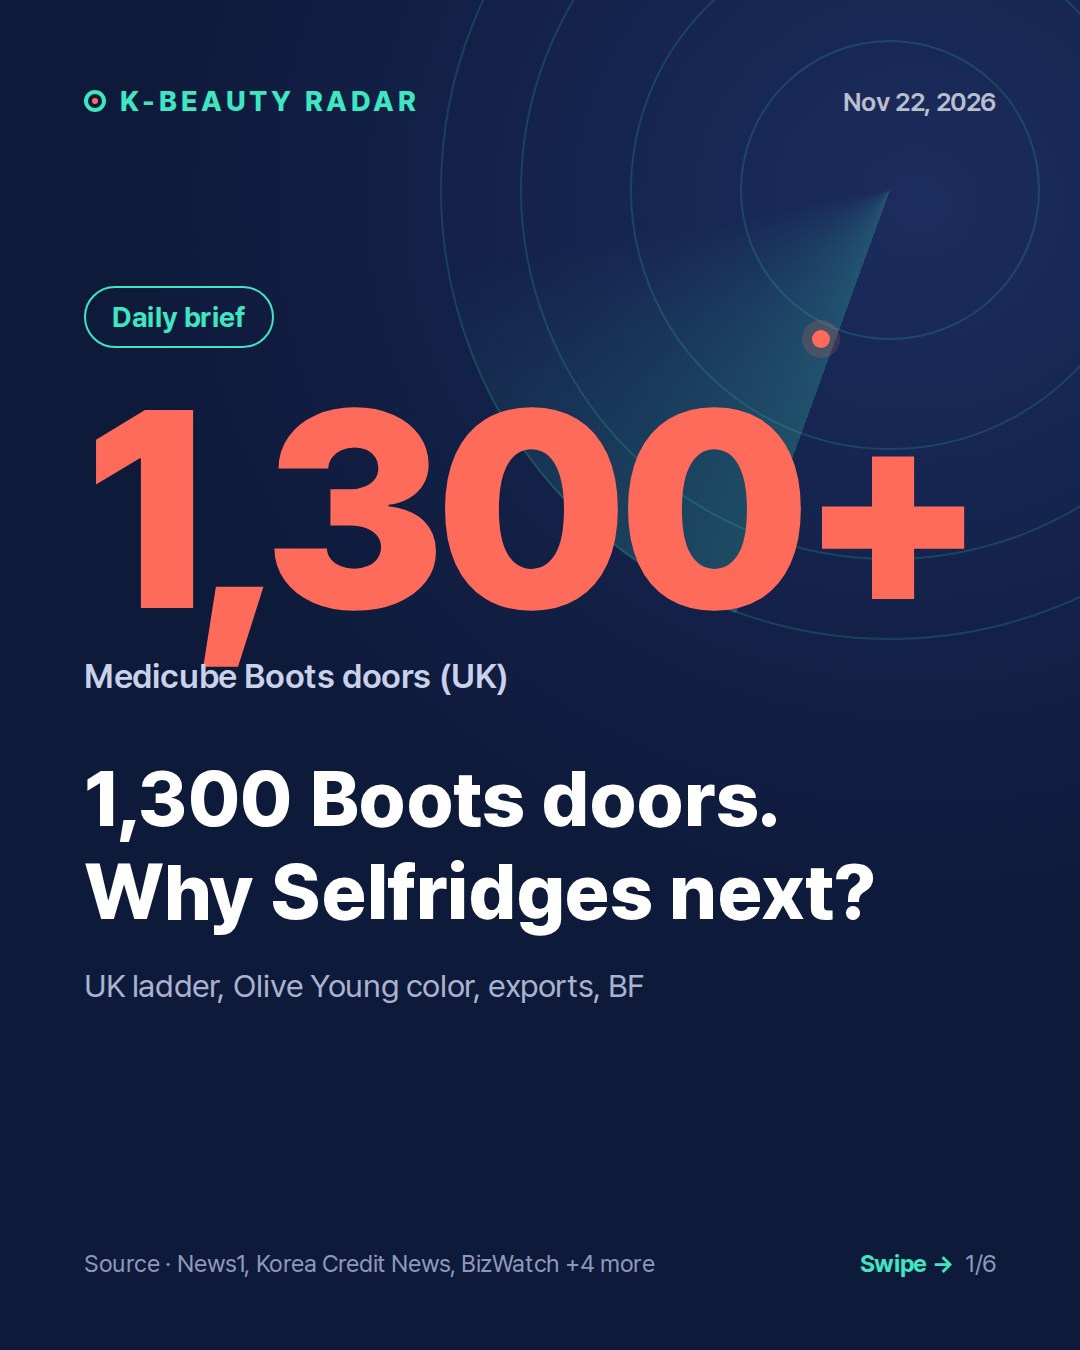 K-BEAUTY RADAR
Nov 22, 2026
Daily brief
1,300+
Medicube Boots doors (UK)
1,300 Boots doors.
Why Selfridges next?
UK ladder, Olive Young color, exports, BF
Source · News1, Korea Credit News, BizWatch +4 more
Swipe → 1/6